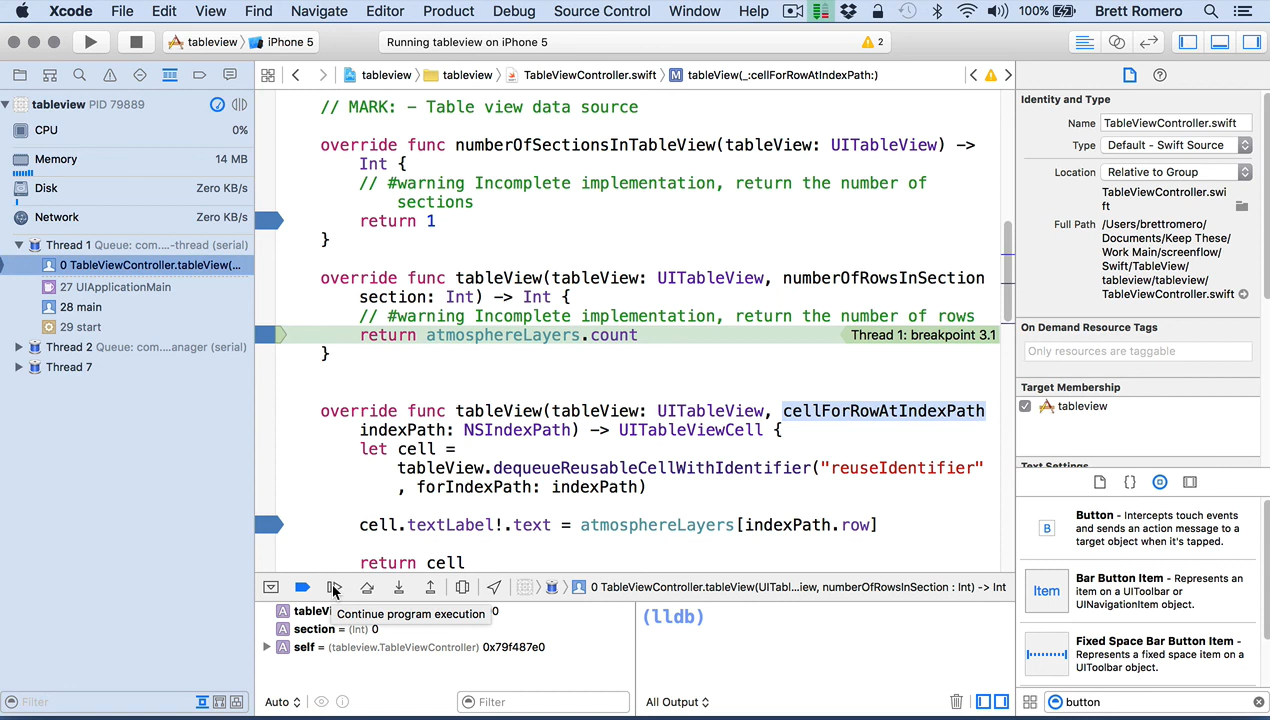 Xcode File Edit View Find Navigate Editor Product Debug Source Control Window Help 100% Brett Romero
tableview iPhone 5 Running tableview on iPhone 5 2
tableview tableview TableViewController.swift M tableView(_:cellForRowAtIndexPath:)
tableview PID 79889
CPU 0%
Memory 14 MB
Disk Zero KB/s
Network Zero KB/s
Thread 1 Queue: com....-thread (serial)
0 TableViewController.tableView(...
27 UIApplicationMain
28 main
29 start
Thread 2 Queue: com....anager (serial)
Thread 7
Filter
// MARK: - Table view data source
override func numberOfSectionsInTableView(tableView: UITableView) ->
Int {
// #warning Incomplete implementation, return the number of
sections
return 1
}
override func tableView(tableView: UITableView, numberOfRowsInSection
section: Int) -> Int {
// #warning Incomplete implementation, return the number of rows
return atmosphereLayers.count Thread 1: breakpoint 3.1
}
override func tableView(tableView: UITableView, cellForRowAtIndexPath
indexPath: NSIndexPath) -> UITableViewCell {
let cell =
tableView.dequeueReusableCellWithIdentifier("reuseIdentifier"
, forIndexPath: indexPath)
cell.textLabel!.text = atmosphereLayers[indexPath.row]
return cell
0 TableViewController.tableView(UITabl...iew, numberOfRowsInSection : Int) -> Int
A tableVi 0
Continue program execution
A section = (Int) 0
A self = (tableview.TableViewController) 0x79f487e0
Auto Filter
(lldb)
All Output
Identity and Type
Name TableViewController.swift
Type Default - Swift Source
Location Relative to Group
TableViewController.swi
ft
Full Path /Users/brettromero/
Documents/Keep These/
Work Main/screenflow/
Swift/TableView/
tableview/tableview/
TableViewController.swift
On Demand Resource Tags
Only resources are taggable
Target Membership
tableview
Text Settings
B
Button - Intercepts touch events
and sends an action message to a
target object when it's tapped.
Item
Bar Button Item - Represents an
item on a UIToolbar or
UINavigationItem object.
Fixed Space Bar Button Item -
Represents a fixed space item on a
UIToolbar object.
button